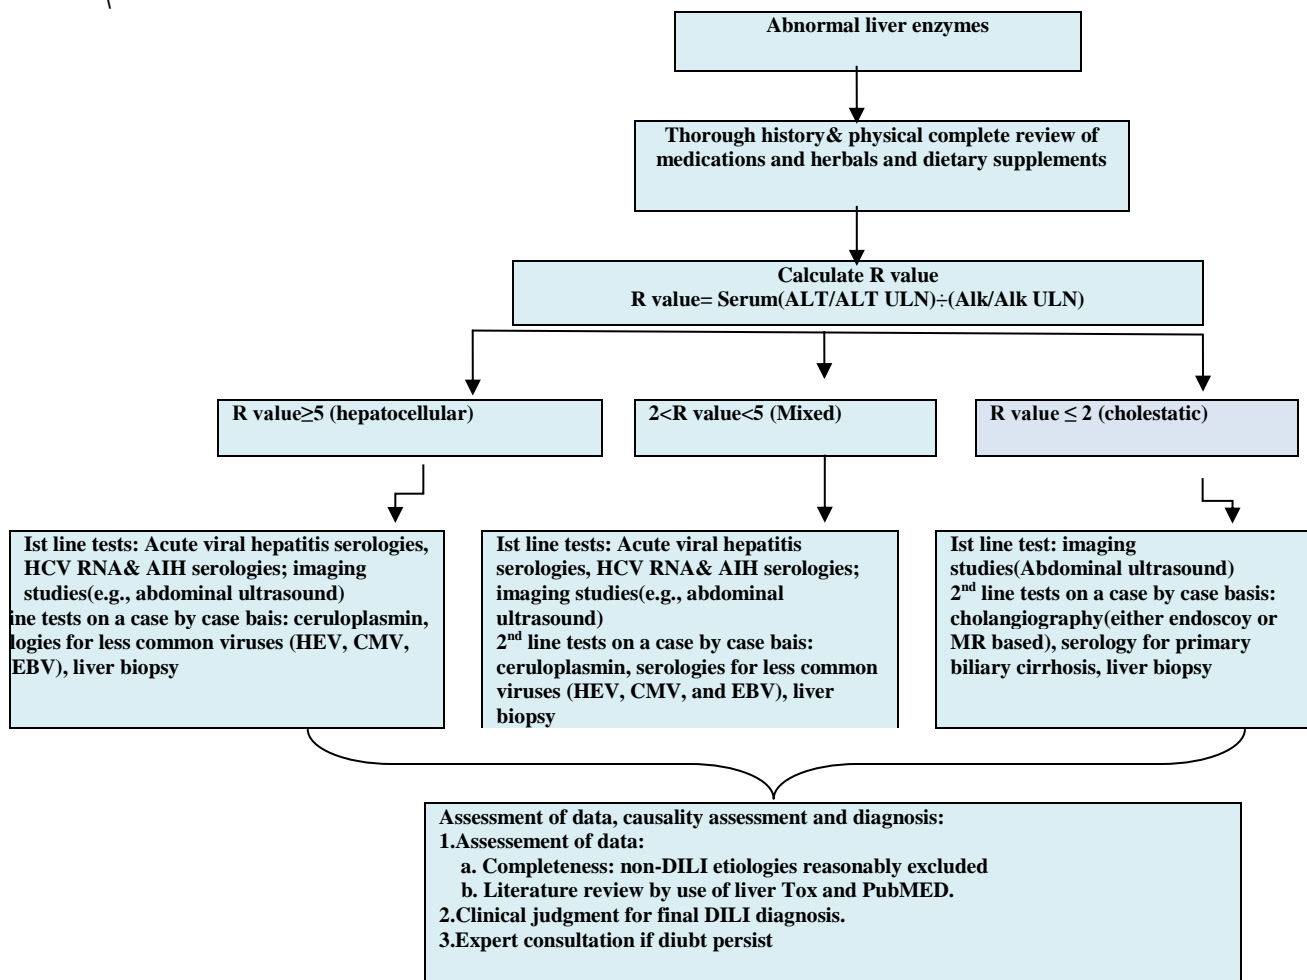 Abnormal liver enzymes
Thorough history& physical complete review of
medications and herbals and dietary supplements
Calculate R value
R value= Serum(ALT/ALT ULN)÷(Alk/Alk ULN)
R value≥5 (hepatocellular)
2<R value<5 (Mixed)
R value ≤ 2 (cholestatic)
Ist line tests: Acute viral hepatitis serologies,
HCV RNA& AIH serologies; imaging
studies(e.g., abdominal ultrasound)
ine tests on a case by case bais: ceruloplasmin,
logies for less common viruses (HEV, CMV,
EBV), liver biopsy
Ist line tests: Acute viral hepatitis
serologies, HCV RNA& AIH serologies;
imaging studies(e.g., abdominal
ultrasound)
2nd line tests on a case by case bais:
ceruloplasmin, serologies for less common
viruses (HEV, CMV, and EBV), liver
biopsy
Ist line test: imaging
studies(Abdominal ultrasound)
2nd line tests on a case by case basis:
cholangiography(either endoscoy or
MR based), serology for primary
biliary cirrhosis, liver biopsy
Assessment of data, causality assessment and diagnosis:
1.Assessement of data:
a. Completeness: non-DILI etiologies reasonably excluded
b. Literature review by use of liver Tox and PubMED.
2.Clinical judgment for final DILI diagnosis.
3.Expert consultation if diubt persist